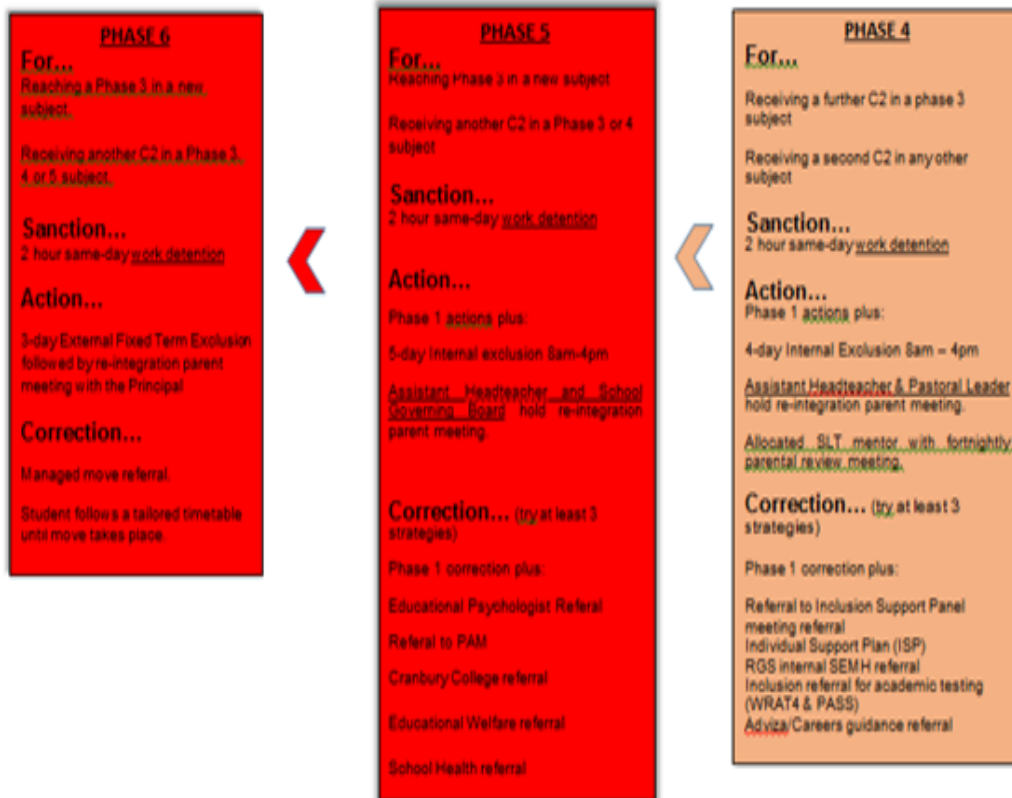 PHASE 6
For...
Reaching a Phase 3 in a new
subject.
Receiving another C2 in a Phase 3,
4 or 5 subject.
Sanction...
2 hour same-day work detention
Action...
3-day External Fixed Term Exclusion
followed by re-integration parent
meeting with the Principal
Correction...
Managed move referral.
Student follows a tailored timetable
until move takes place.
PHASE 5
For...
Reaching Phase 3 in a new subject
Receiving another C2 in a Phase 3 or 4
subject
Sanction...
2 hour same-day work detention
Action...
Phase 1 actions plus:
5-day Internal exclusion 8am-4pm
Assistant Headteacher and School
Governing Board hold re-integration
parent meeting.
Correction... (try at least 3
strategies)
Phase 1 correction plus:
Educational Psychologist Referal
Referal to PAM
Cranbury College referral
Educational Welfare referral
School Health referral
PHASE 4
For...
Receiving a further C2 in a phase 3
subject
Receiving a second C2 in any other
subject
Sanction...
2 hour same-day work detention
Action...
Phase 1 actions plus:
4-day Internal Exclusion 8am – 4pm
Assistant Headteacher & Pastoral Leader
hold re-integration parent meeting.
Allocated SLT mentor with fortnightly
parental review meeting.
Correction... (try at least 3
strategies)
Phase 1 correction plus:
Referral to Inclusion Support Panel
meeting referral
Individual Support Plan (ISP)
RGS internal SEMH referral
Inclusion referral for academic testing
(WRAT4 & PASS)
Adviza/Careers guidance referral